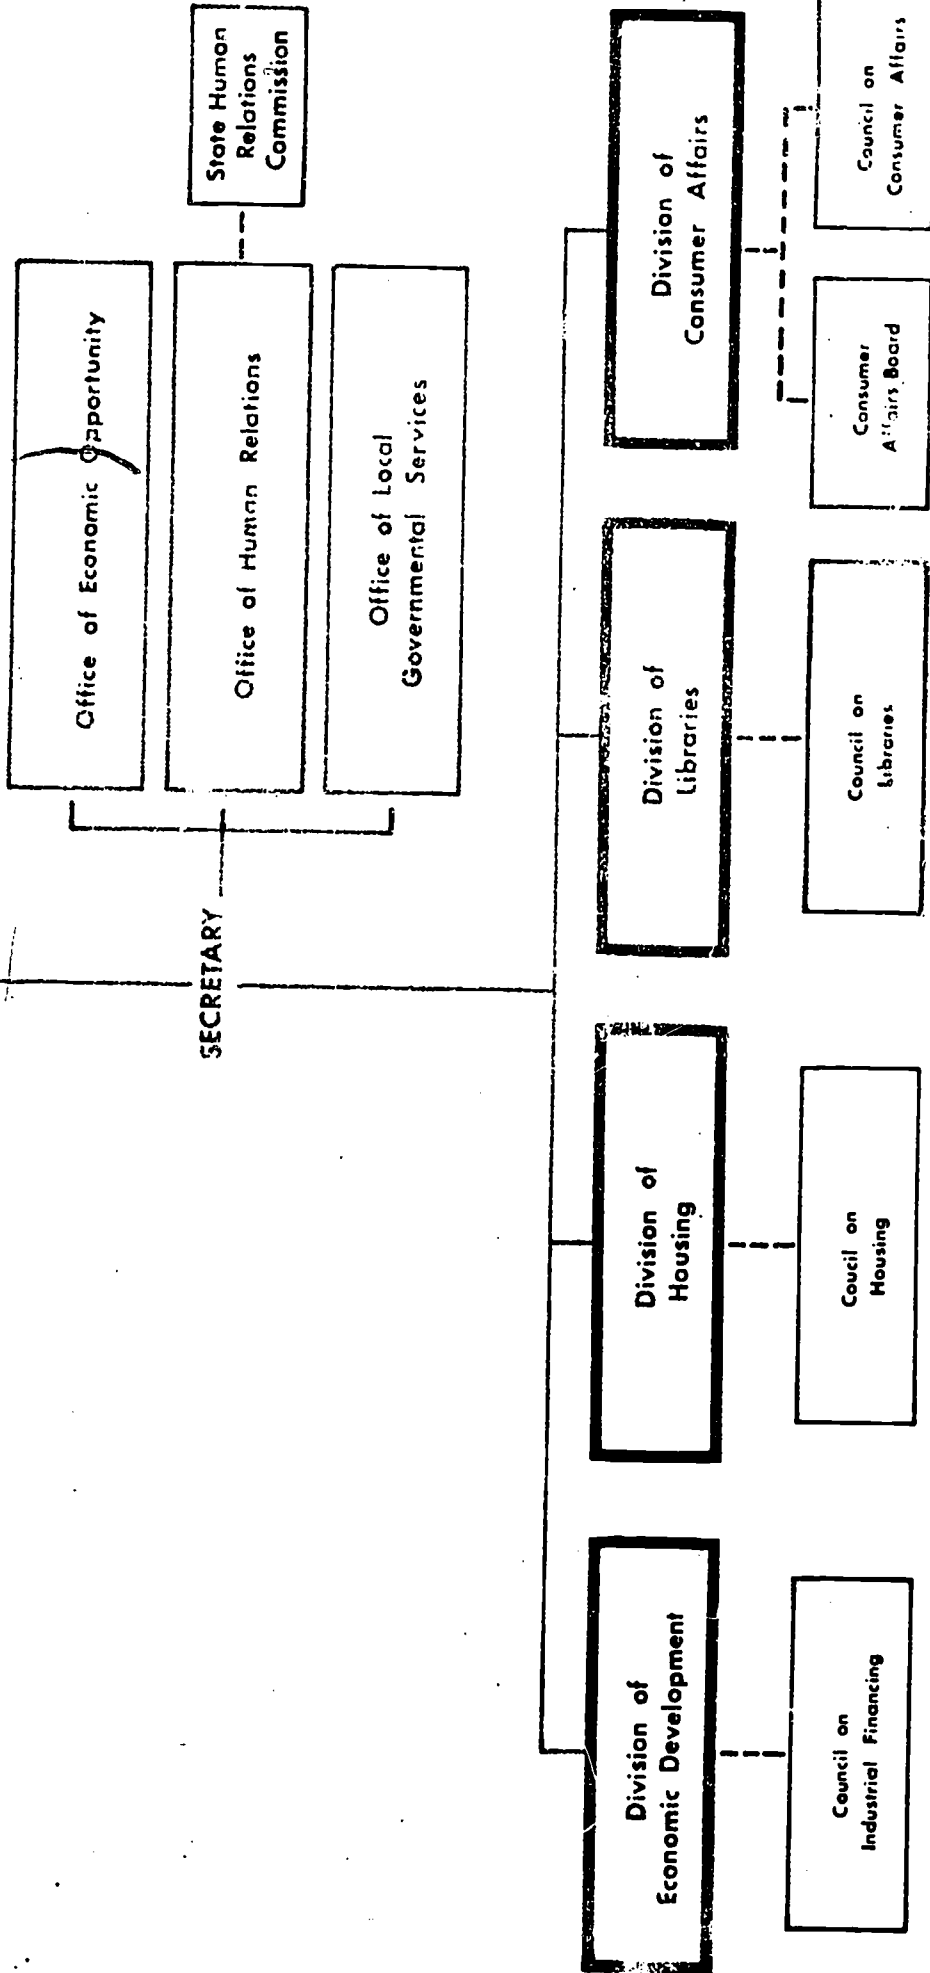 Office of Economic Opportunity
State Human
Relations
Commission
Office of Human Relations
Office of Local
Governmental Services
SECRETARY
Division of
Economic Development
Division of
Housing
Division of
Libraries
Division of
Consumer Affairs
Council on
Industrial Financing
Coucil on
Housing
Council on
Libraries
Consumer
Affairs Board
Council on
Consumer Affairs